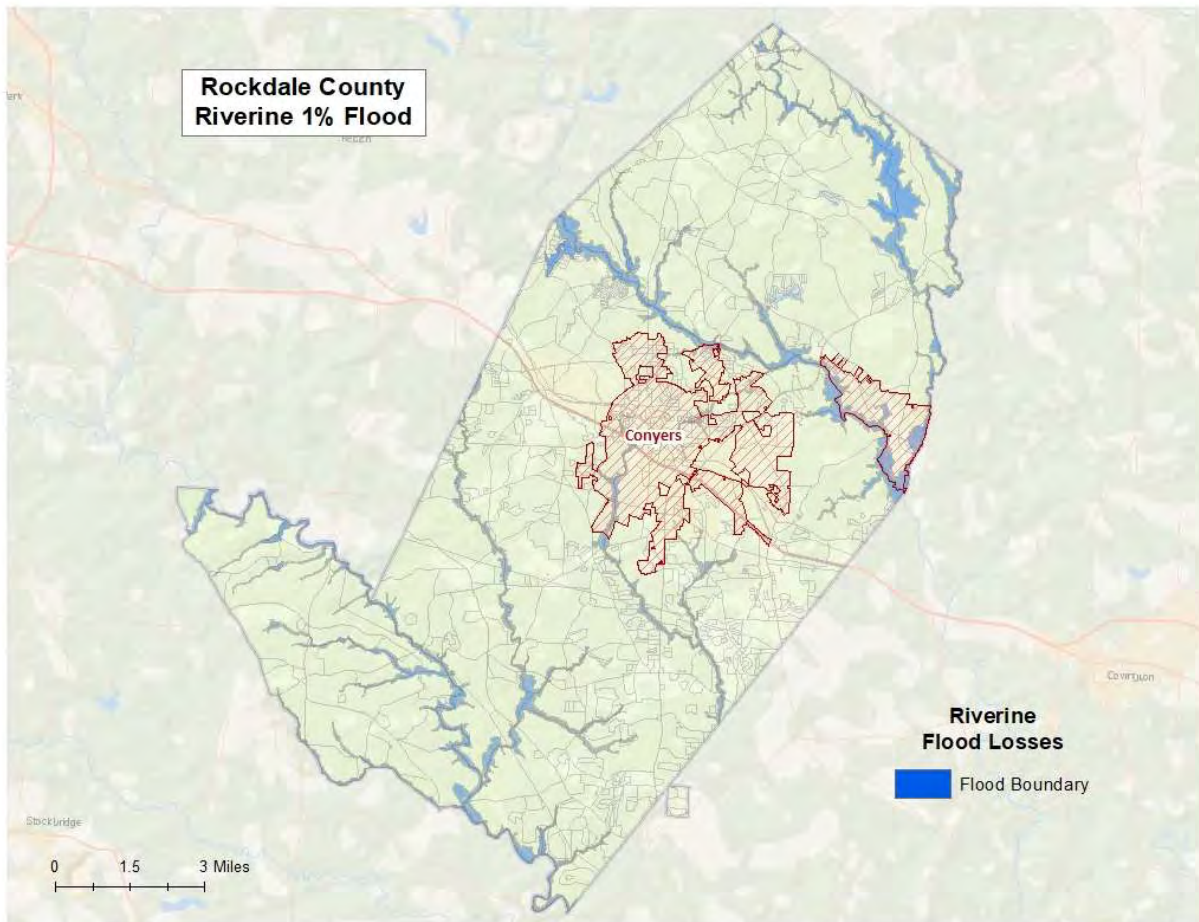 Rockdale County
Riverine 1% Flood
Conyers
Covington
Riverine
Flood Losses
Flood Boundary
Stockbridge
0 1.5 3 Miles